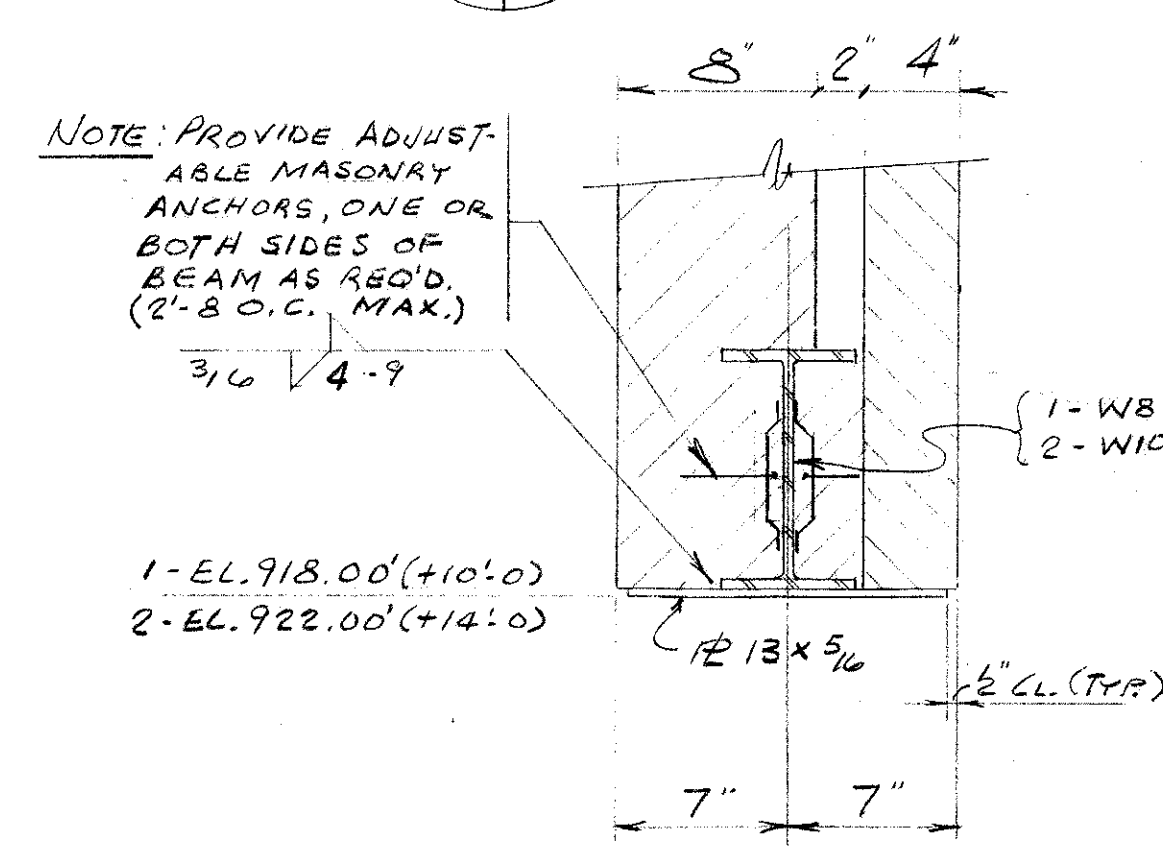 8" 2" 4"
NOTE: PROVIDE ADJUST-
ABLE MASONRY
ANCHORS, ONE OR
BOTH SIDES OF
BEAM AS REQ'D.
(2'-8 O.C. MAX.)
3/16 4-9
1 - W8
2 - W10
1-EL.918.00'(+10'-0)
2-EL.922.00'(+14'-0)
PL 13 x 5/16
1/2" CL. (TYP.)
7" 7"